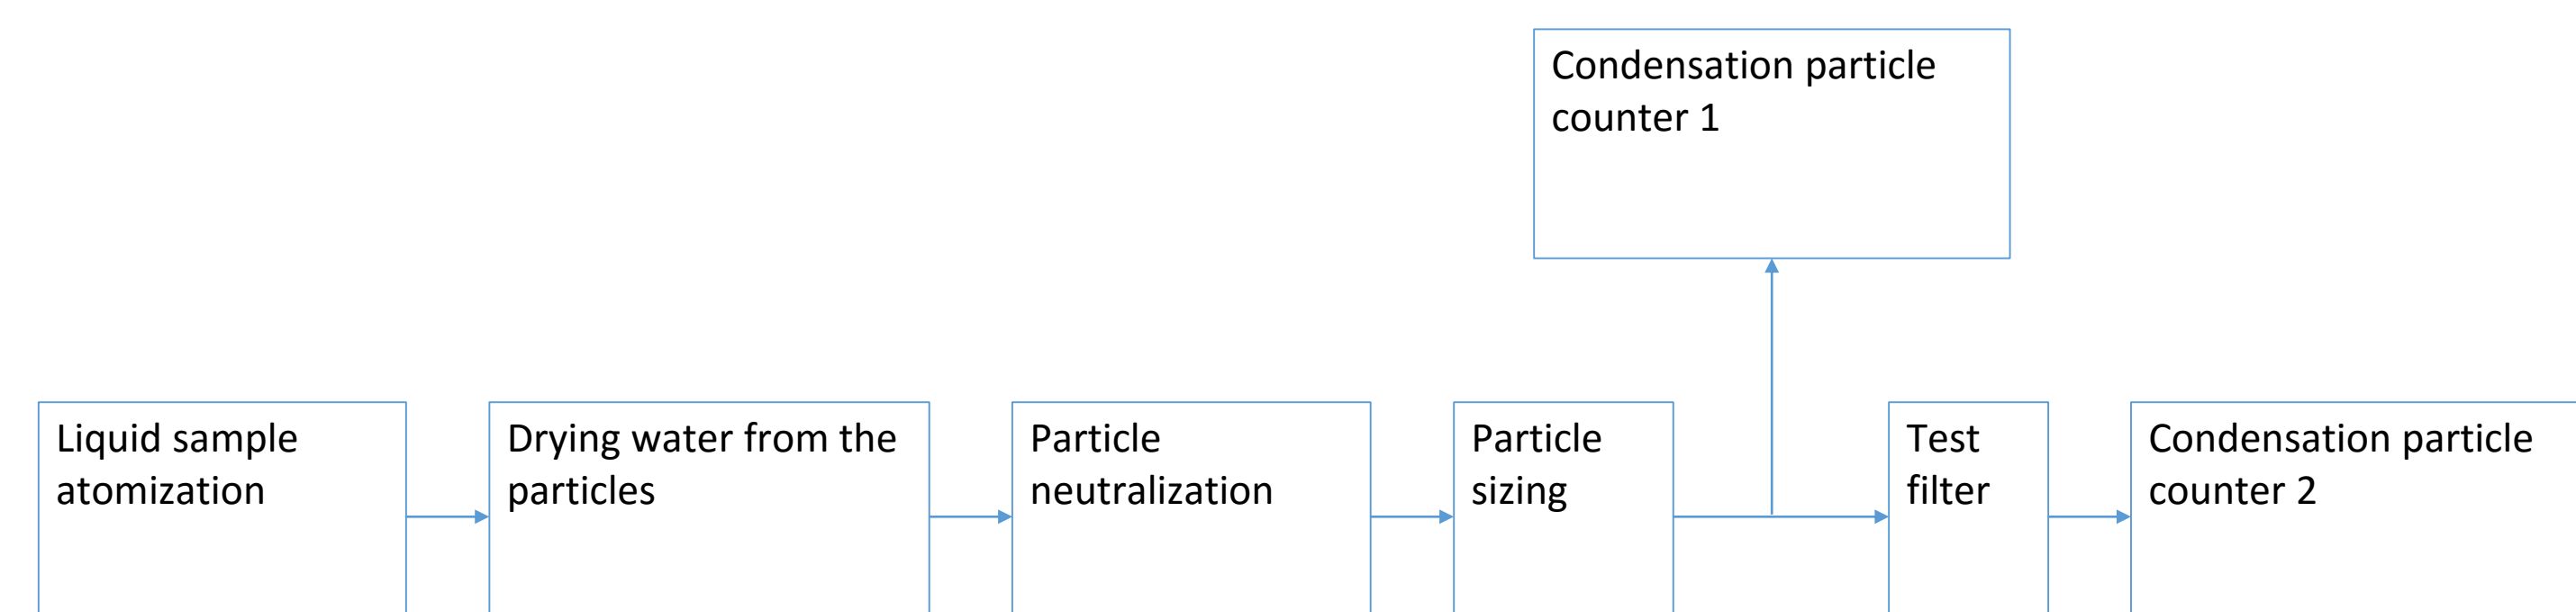 Condensation particle
counter 1
Liquid sample
atomization
Drying water from the
particles
Particle
neutralization
Particle
sizing
Test
filter
Condensation particle
counter 2